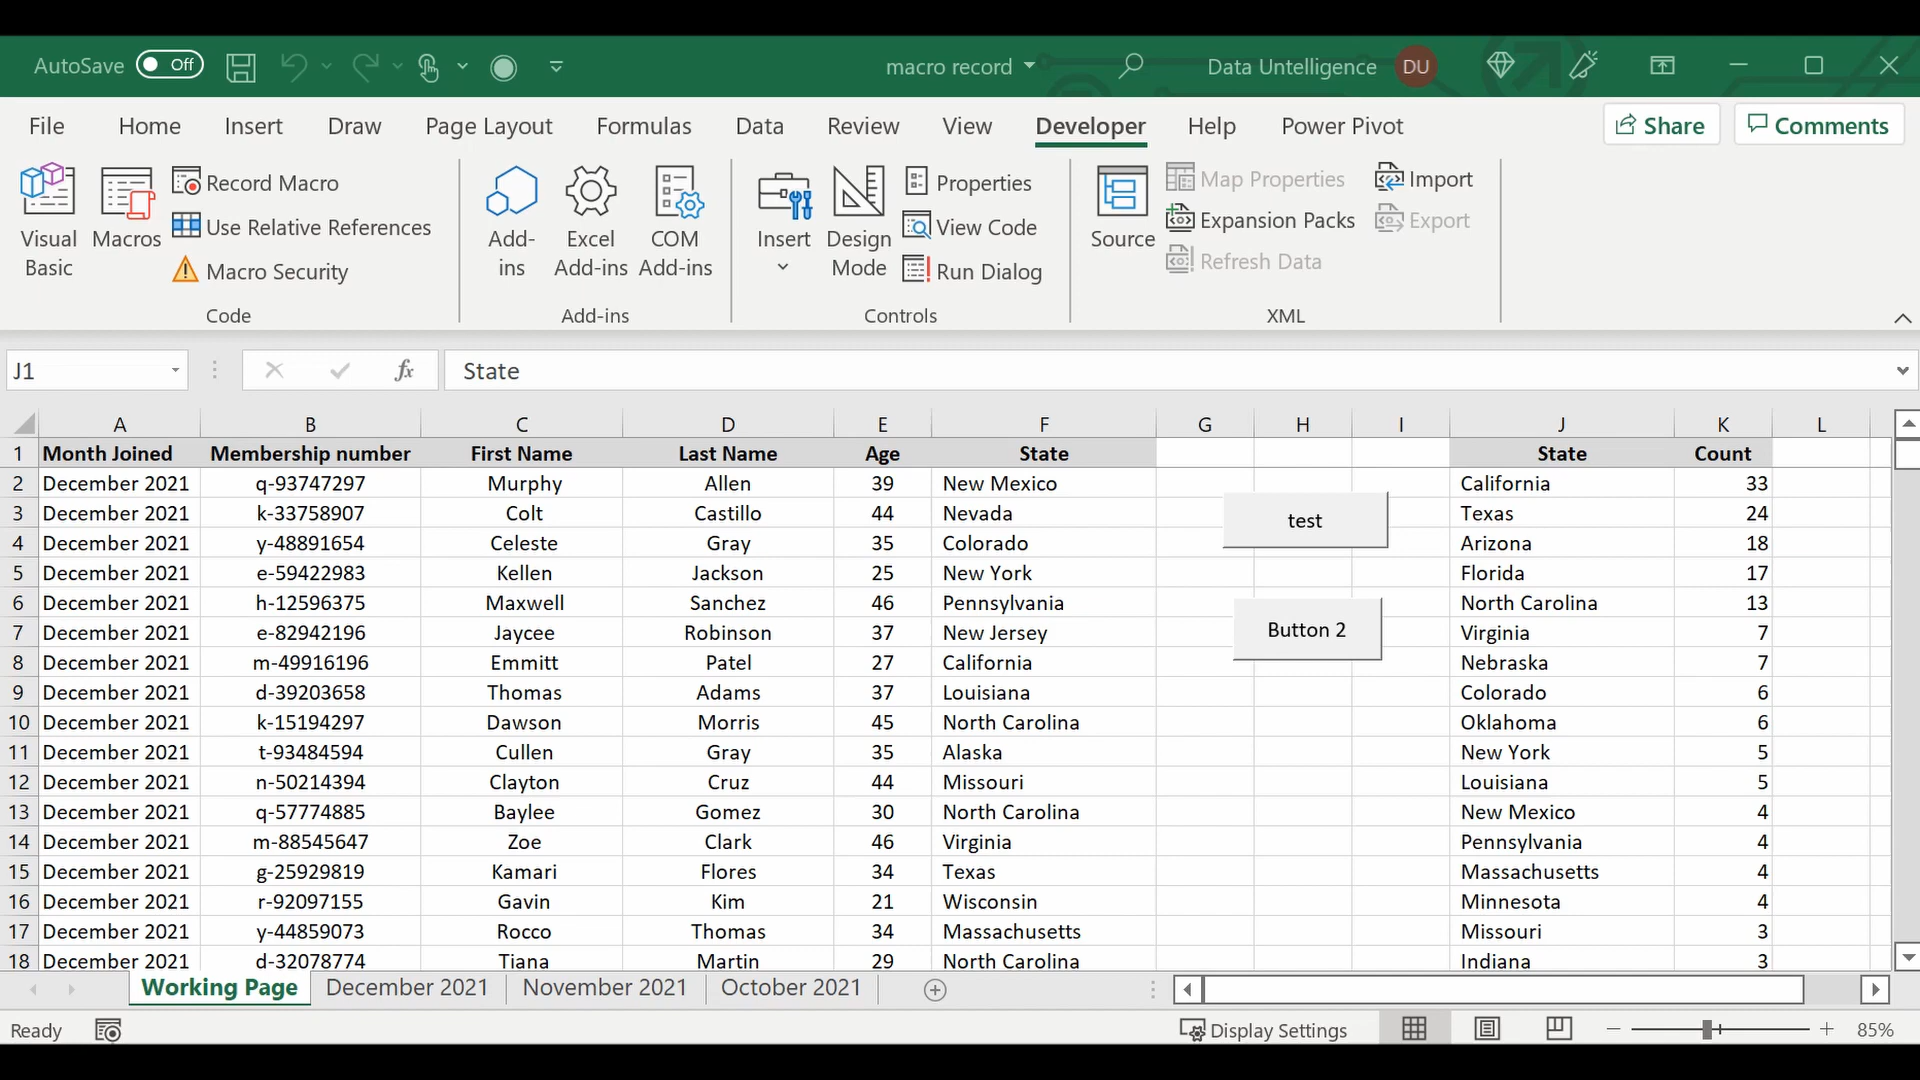 AutoSave Off macro record Data Untelligence DU
File Home Insert Draw Page Layout Formulas Data Review View Developer Help Power Pivot Share Comments
Visual Basic
Macros
Record Macro
Use Relative References
Macro Security
Code
Add-ins
Excel Add-ins
COM Add-ins
Add-ins
Insert
Design Mode
Properties
View Code
Run Dialog
Controls
Source
Map Properties
Expansion Packs
Refresh Data
Import
Export
XML
J1 fx State
A B C D E F G H I J K L
1 Month Joined Membership number First Name Last Name Age State State Count
2 December 2021 q-93747297 Murphy Allen 39 New Mexico California 33
3 December 2021 k-33758907 Colt Castillo 44 Nevada test Texas 24
4 December 2021 y-48891654 Celeste Gray 35 Colorado Arizona 18
5 December 2021 e-59422983 Kellen Jackson 25 New York Florida 17
6 December 2021 h-12596375 Maxwell Sanchez 46 Pennsylvania North Carolina 13
7 December 2021 e-82942196 Jaycee Robinson 37 New Jersey Button 2 Virginia 7
8 December 2021 m-49916196 Emmitt Patel 27 California Nebraska 7
9 December 2021 d-39203658 Thomas Adams 37 Louisiana Colorado 6
10 December 2021 k-15194297 Dawson Morris 45 North Carolina Oklahoma 6
11 December 2021 t-93484594 Cullen Gray 35 Alaska New York 5
12 December 2021 n-50214394 Clayton Cruz 44 Missouri Louisiana 5
13 December 2021 q-57774885 Baylee Gomez 30 North Carolina New Mexico 4
14 December 2021 m-88545647 Zoe Clark 46 Virginia Pennsylvania 4
15 December 2021 g-25929819 Kamari Flores 34 Texas Massachusetts 4
16 December 2021 r-92097155 Gavin Kim 21 Wisconsin Minnesota 4
17 December 2021 y-44859073 Rocco Thomas 34 Massachusetts Missouri 3
18 December 2021 d-32078774 Tiana Martin 29 North Carolina Indiana 3
Working Page December 2021 November 2021 October 2021
Ready Display Settings 85%